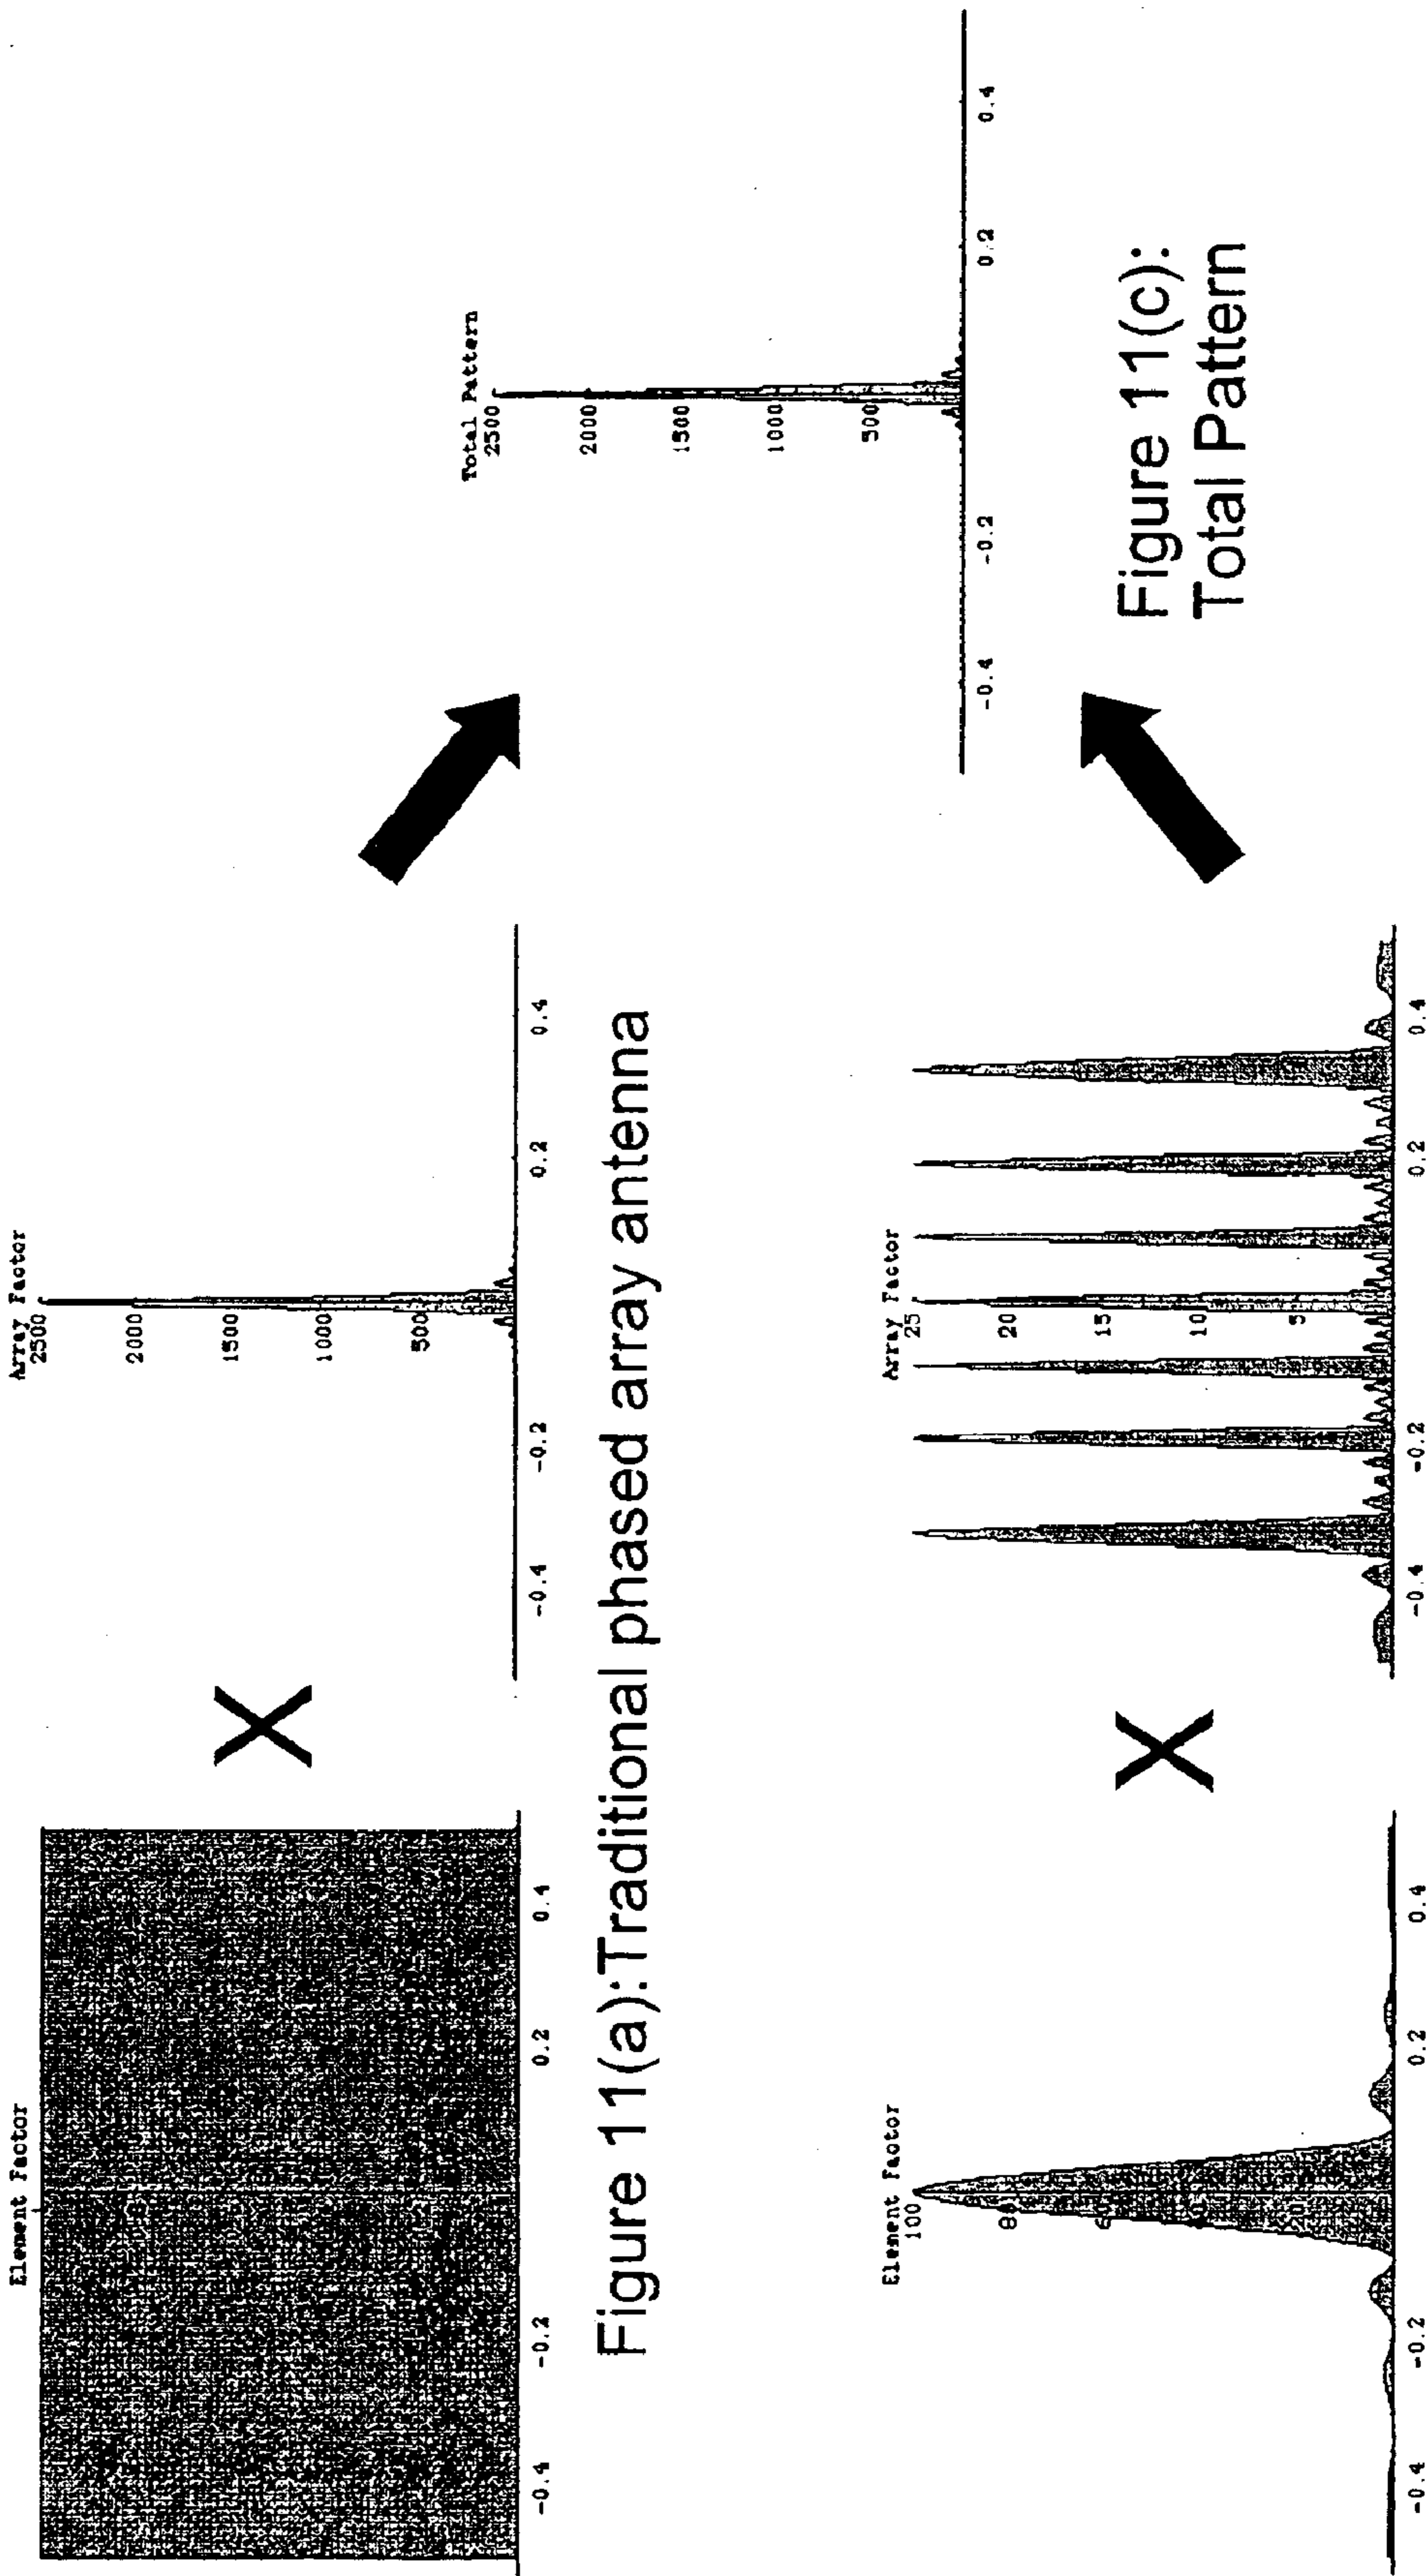 Element Factor
-0.4 -0.2 0.2 0.4
X
Array Factor
2500
2000
1500
1000
500
-0.4 -0.2 0.2 0.4
Figure 11(a):Traditional phased array antenna
Element Factor
100
80
-0.4 -0.2 0.2 0.4
X
Array Factor
25
20
15
10
5
-0.4 -0.2 0.2 0.4
Total Pattern
2500
2000
1500
1000
500
-0.4 -0.2 0.2 0.4
Figure 11(c):
Total Pattern